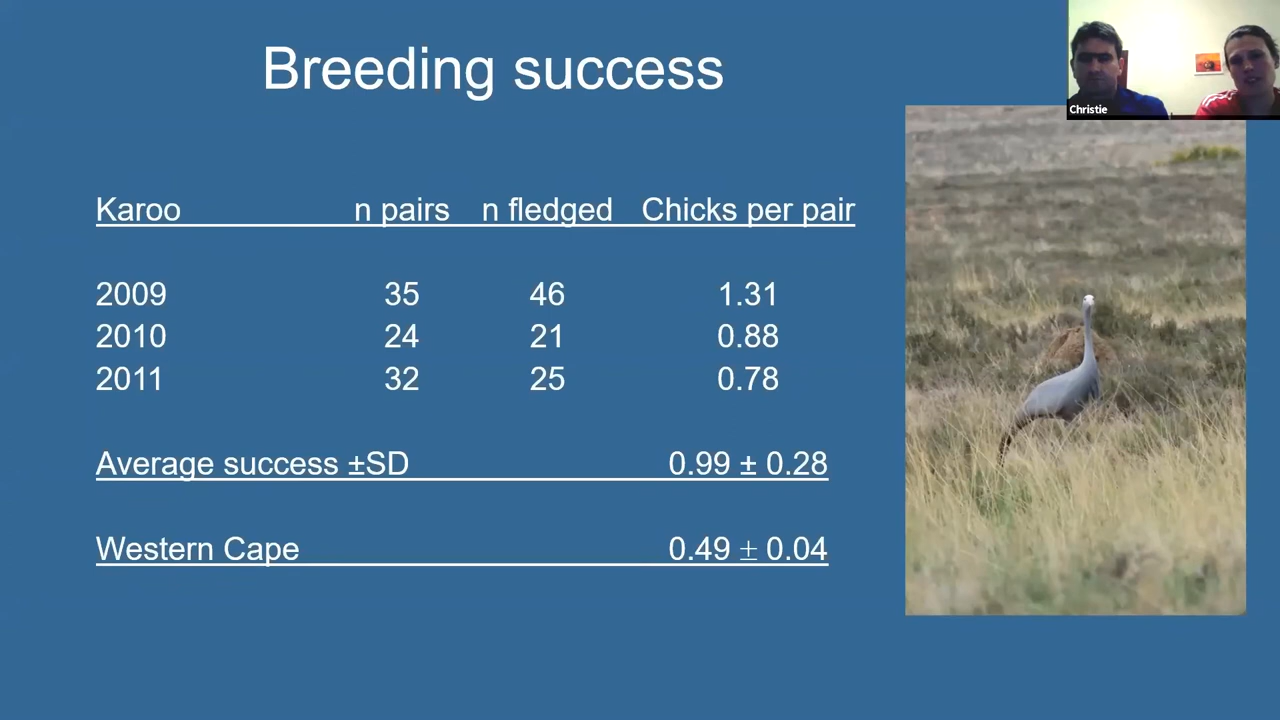 Breeding success
Christie
Karoo n pairs n fledged Chicks per pair
2009 35 46 1.31
2010 24 21 0.88
2011 32 25 0.78
Average success ±SD 0.99 ± 0.28
Western Cape 0.49 ± 0.04